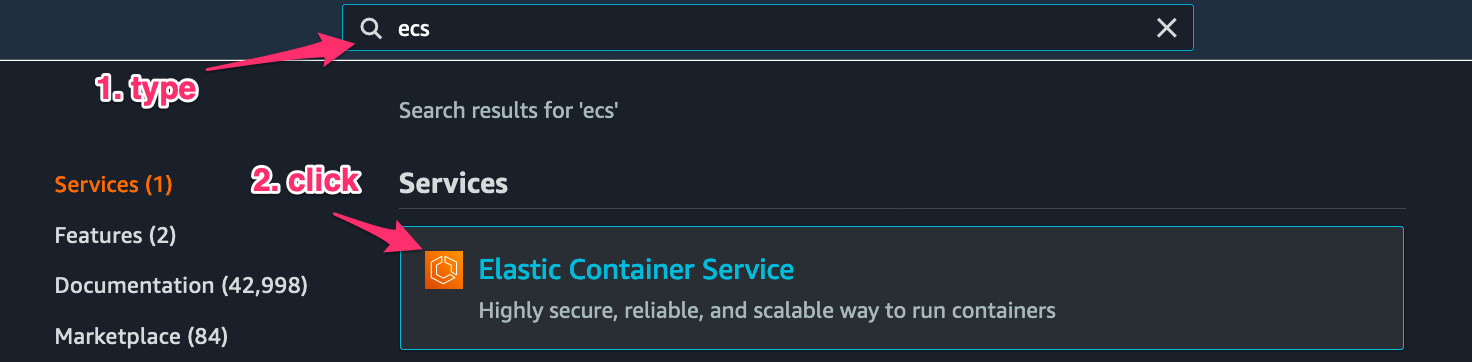 ecs
1. type
Search results for 'ecs'
Services (1)
2. click
Services
Features (2)
Elastic Container Service
Documentation (42,998)
Highly secure, reliable, and scalable way to run containers
Marketplace (84)